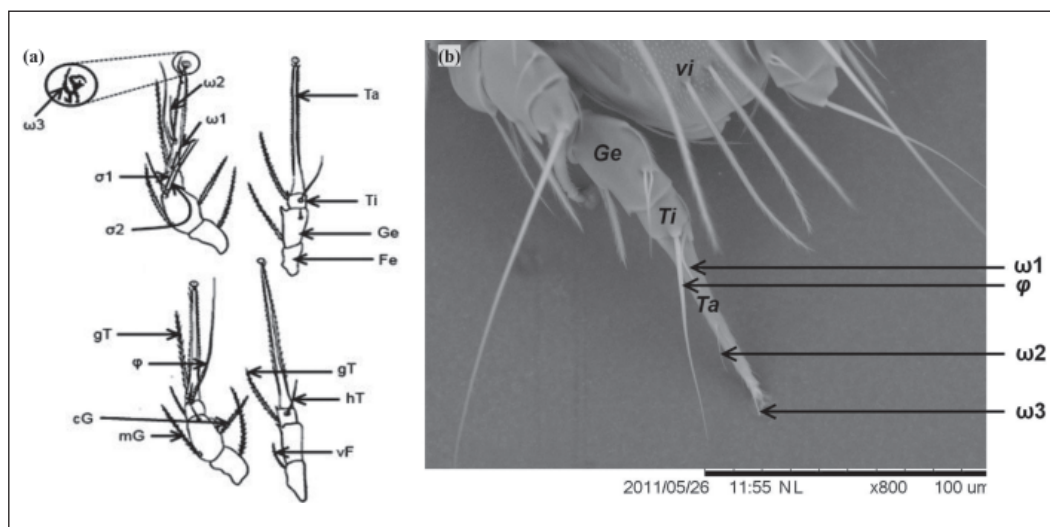 (a)
ω3
ω2
ω1
σ1
σ2
Ta
Ti
Ge
Fe
gT
φ
cG
mG
gT
hT
vF
(b)
vi
Ge
Ti
Ta
ω1
φ
ω2
ω3
2011/05/26 11:55 NL x800 100 um